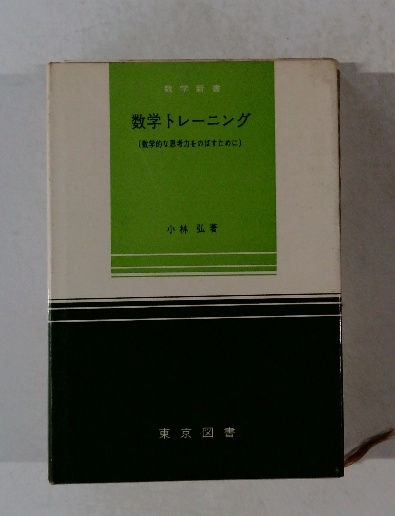 数学新書
数学トレーニング
(数学的な思考力をのばすために)
小林 弘 著
東京図書